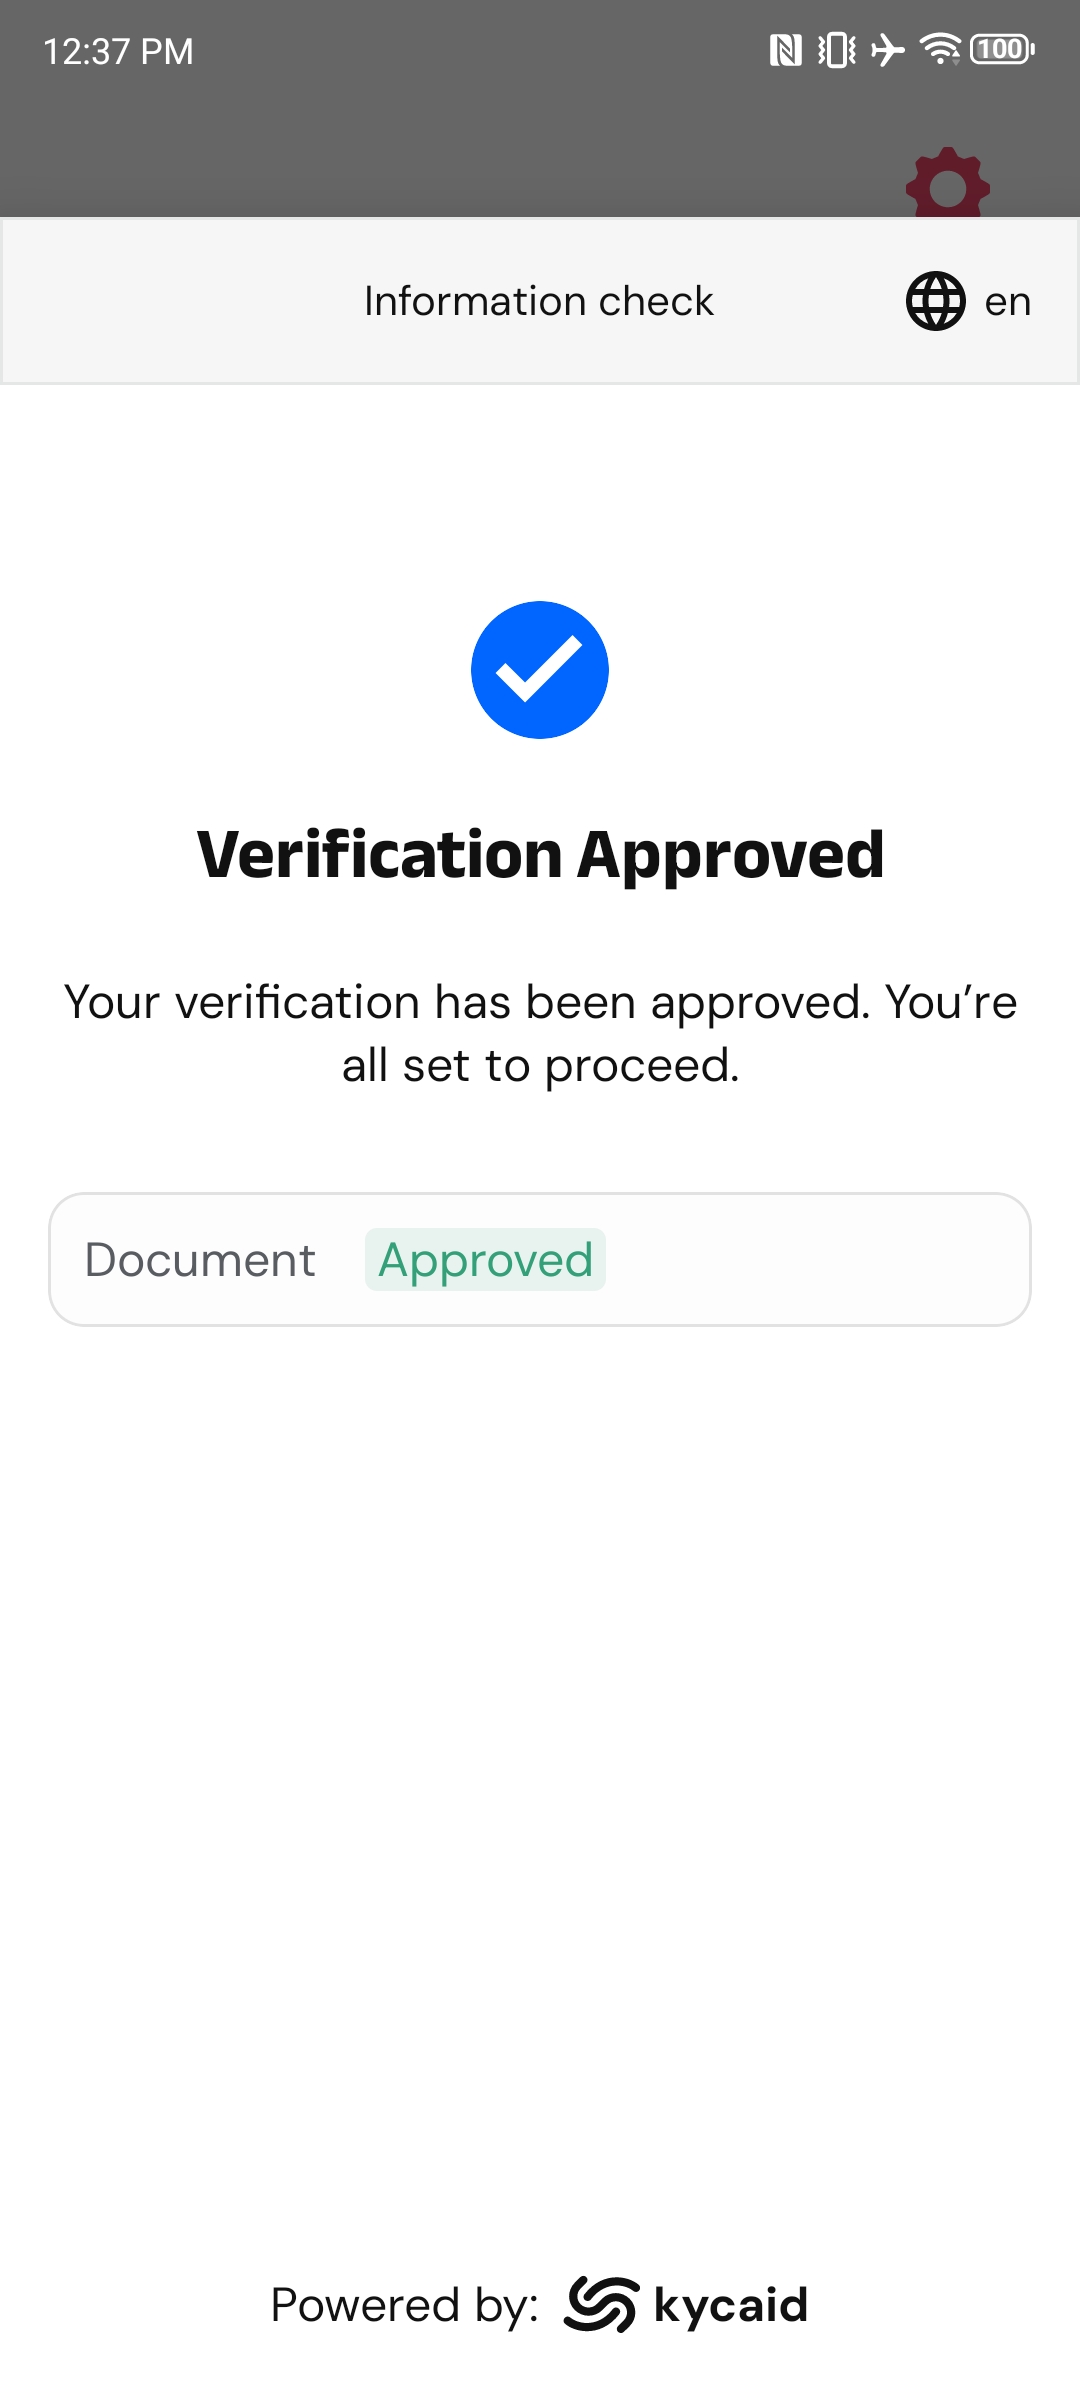 12:37 PM
100
Information check
en
Verification Approved
Your verification has been approved. You’re
all set to proceed.
Document Approved
Powered by: kycaid